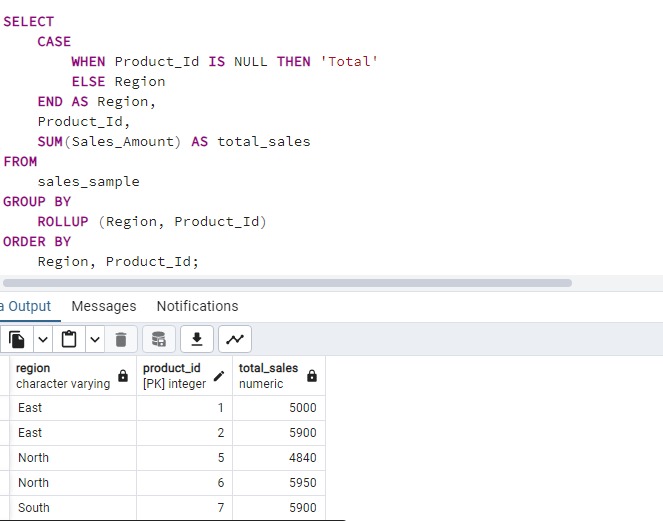 SELECT
CASE
WHEN Product_Id IS NULL THEN 'Total'
ELSE Region
END AS Region,
Product_Id,
SUM(Sales_Amount) AS total_sales
FROM
sales_sample
GROUP BY
ROLLUP (Region, Product_Id)
ORDER BY
Region, Product_Id;
a Output Messages Notifications
region product_id total_sales
character varying [PK] integer numeric
East 1 5000
East 2 5900
North 5 4840
North 6 5950
South 7 5900